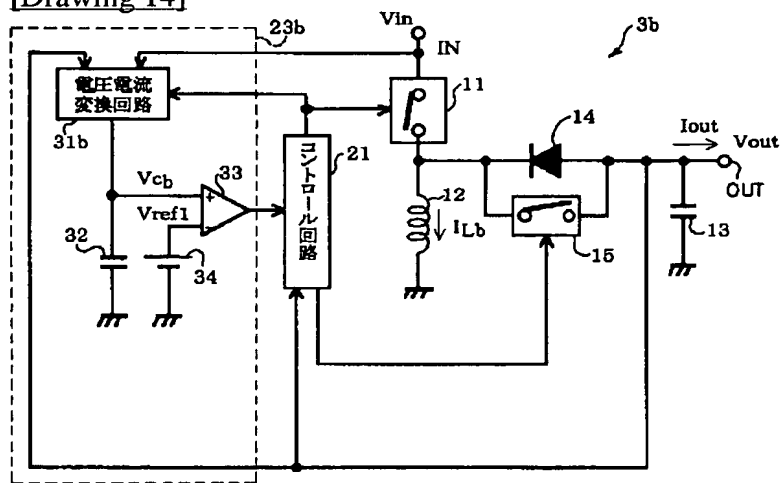 [Drawing 14]
23b
Vin
IN
3b
電圧電流
変換回路
31b
11
14
Iout
Vout
OUT
コントロール回路
21
Vcb
33
Vref1
12
ILb
13
32
34
15